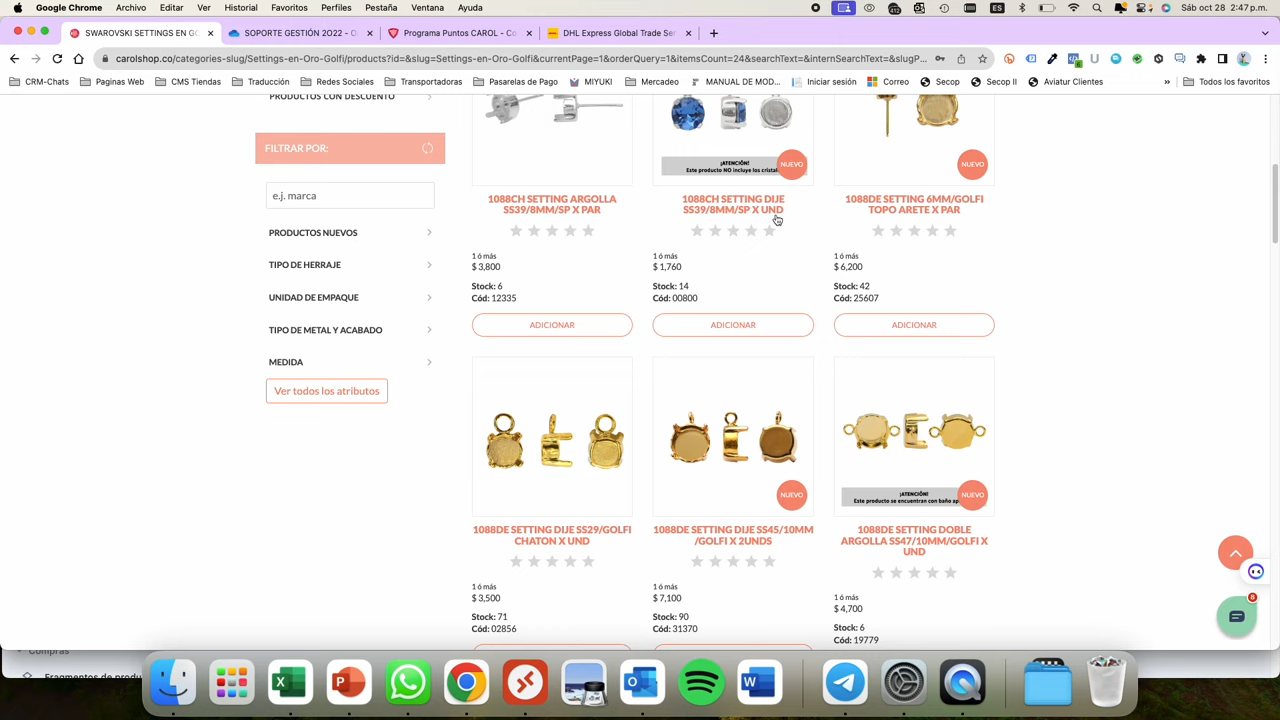 Google Chrome Archivo Editar Ver Historial Favoritos Perfiles Pestaña Ventana Ayuda Sáb oct 28 2:47 p.m.
SWAROVSKI SETTINGS EN GO × SOPORTE GESTIÓN 2022 - O × Programa Puntos CAROL - Co × DHL Express Global Trade Ser ×
carolshop.co/categories-slug/Settings-en-Oro-Golfi/products?id=&slug=Settings-en-Oro-Golfi&currentPage=1&orderQuery=1&itemsCount=24&searchText=&internSearchText=&slugP...
CRM-Chats Paginas Web CMS Tiendas Traducción Redes Sociales Transportadoras Pasarelas de Pago MIYUKI Mercadeo MANUAL DE MOD... Iniciar sesión Correo Secop Secop II Aviatur Clientes » Todos los favoritos
PRODUCTOS CON DESCUENTO
FILTRAR POR:
e.j. marca
PRODUCTOS NUEVOS
TIPO DE HERRAJE
UNIDAD DE EMPAQUE
TIPO DE METAL Y ACABADO
MEDIDA
Ver todos los atributos
1088CH SETTING ARGOLLA
SS39/8MM/SP X PAR
1 ó más
$ 3,800
Stock: 6
Cód: 12335
ADICIONAR
¡ATENCIÓN!
Este producto NO incluye los cristal
NUEVO
1088CH SETTING DIJE
SS39/8MM/SP X UND
1 ó más
$ 1,760
Stock: 14
Cód: 00800
ADICIONAR
NUEVO
1088DE SETTING 6MM/GOLFI
TOPO ARETE X PAR
1 ó más
$ 6,200
Stock: 42
Cód: 25607
ADICIONAR
1088DE SETTING DIJE SS29/GOLFI
CHATON X UND
1 ó más
$ 3,500
Stock: 71
Cód: 02856
NUEVO
1088DE SETTING DIJE SS45/10MM
/GOLFI X 2UNDS
1 ó más
$ 7,100
Stock: 90
Cód: 31370
¡ATENCIÓN!
Este producto se encuentran con baño ap
NUEVO
1088DE SETTING DOBLE
ARGOLLA SS47/10MM/GOLFI X
UND
1 ó más
$ 4,700
Stock: 6
Cód: 19779
8
Compras
Fragmentos de produ